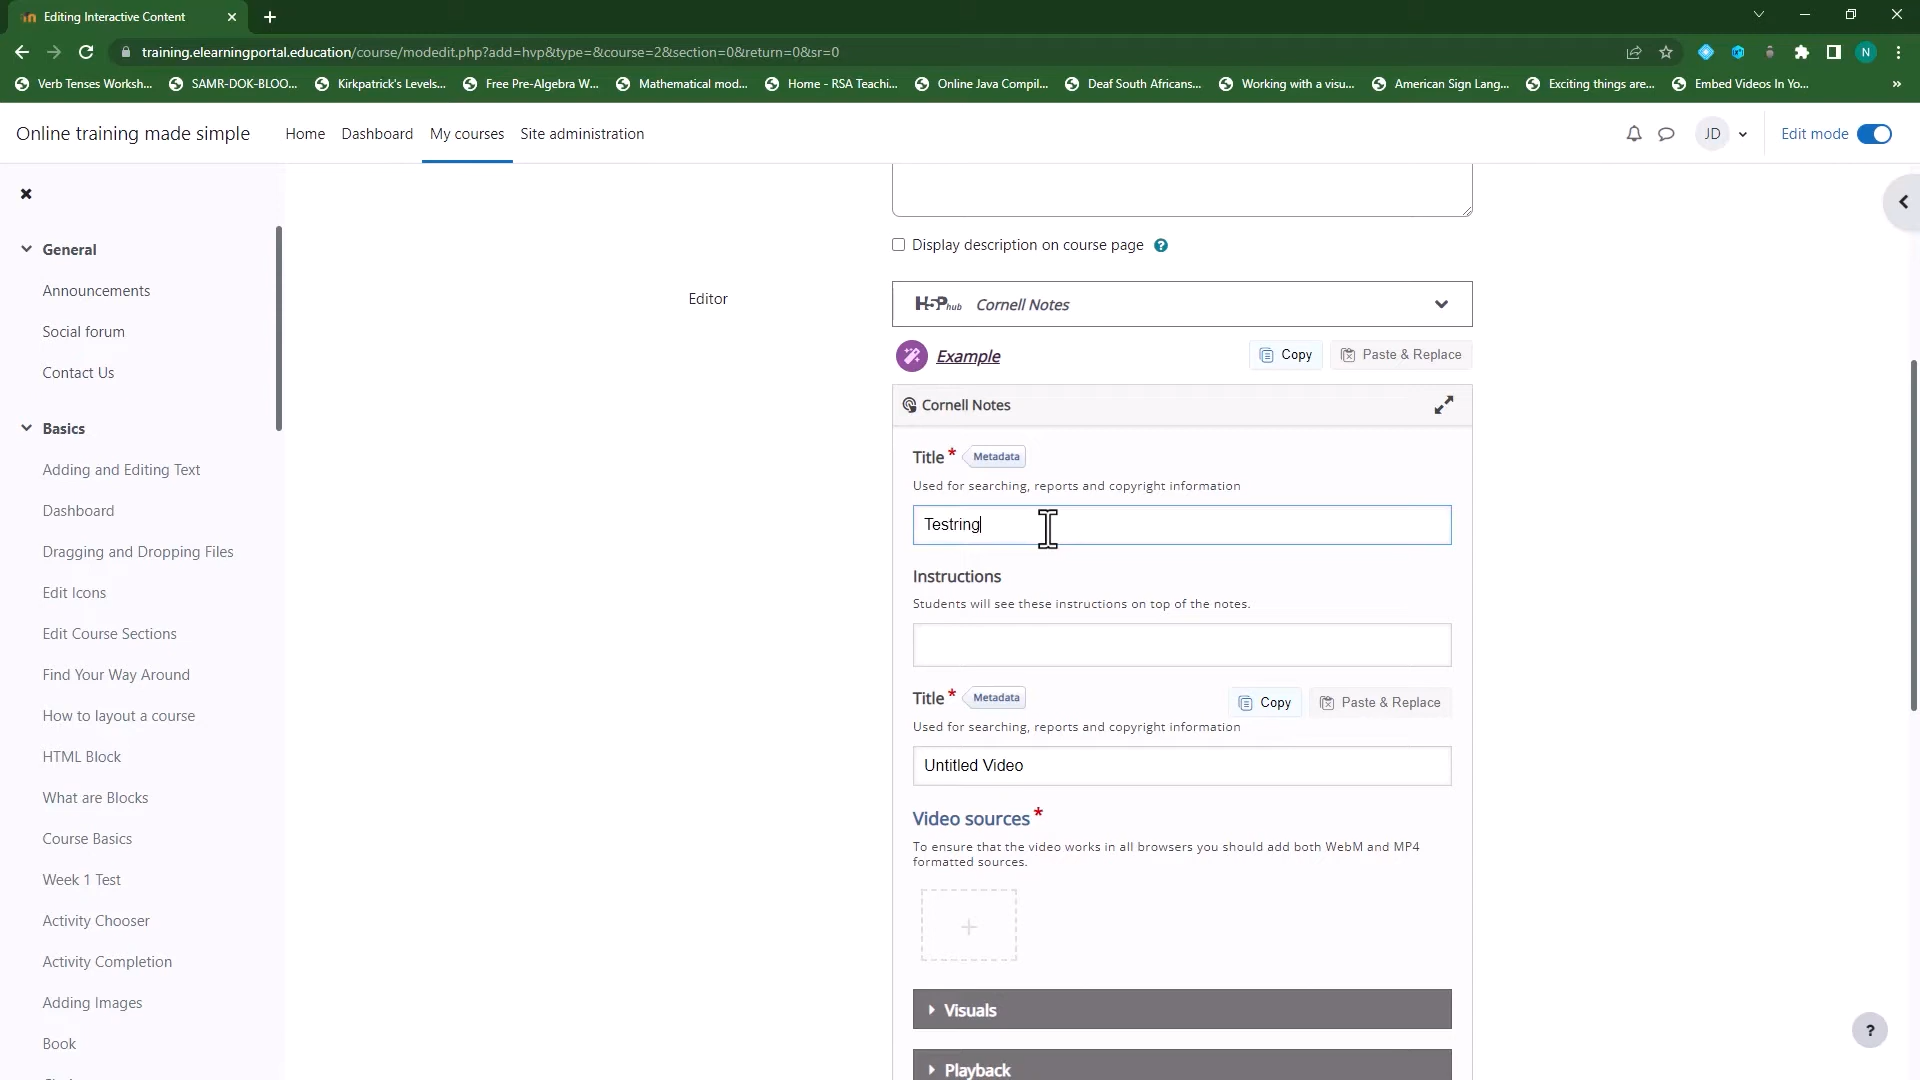 Editing Interactive Content
training.elearningportal.education/course/modedit.php?add=hvp&type=&course=2&section=0&return=0&sr=0
N
Verb Tenses Worksh...
SAMR-DOK-BLOO...
Kirkpatrick's Levels...
Free Pre-Algebra W...
Mathematical mod...
Home - RSA Teachi...
Online Java Compil...
Deaf South Africans...
Working with a visu...
American Sign Lang...
Exciting things are...
Embed Videos In Yo...
»
Online training made simple
Home
Dashboard
My courses
Site administration
JD
Edit mode
General
Announcements
Social forum
Contact Us
Basics
Adding and Editing Text
Dashboard
Dragging and Dropping Files
Edit Icons
Edit Course Sections
Find Your Way Around
How to layout a course
HTML Block
What are Blocks
Course Basics
Week 1 Test
Activity Chooser
Activity Completion
Adding Images
Book
Display description on course page ?
Editor
H5P hub Cornell Notes
Example
Copy
Paste & Replace
Cornell Notes
Title * Metadata
Used for searching, reports and copyright information
Testring
Instructions
Students will see these instructions on top of the notes.
Title * Metadata
Copy
Paste & Replace
Used for searching, reports and copyright information
Untitled Video
Video sources *
To ensure that the video works in all browsers you should add both WebM and MP4
formatted sources.
+
Visuals
Playback
?